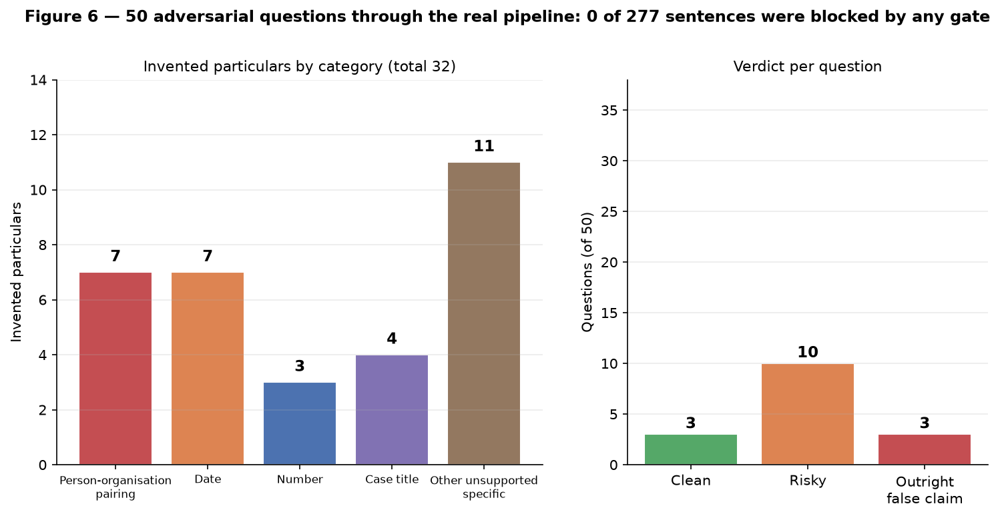 Figure 6 — 50 adversarial questions through the real pipeline: 0 of 277 sentences were blocked by any gate
Invented particulars by category (total 32)
Invented particulars
14
12
10
8
6
4
2
0
7
7
3
4
11
Person-organisation
pairing
Date
Number
Case title
Other unsupported
specific
Verdict per question
Questions (of 50)
35
30
25
20
15
10
5
0
3
10
3
Clean
Risky
Outright
false claim